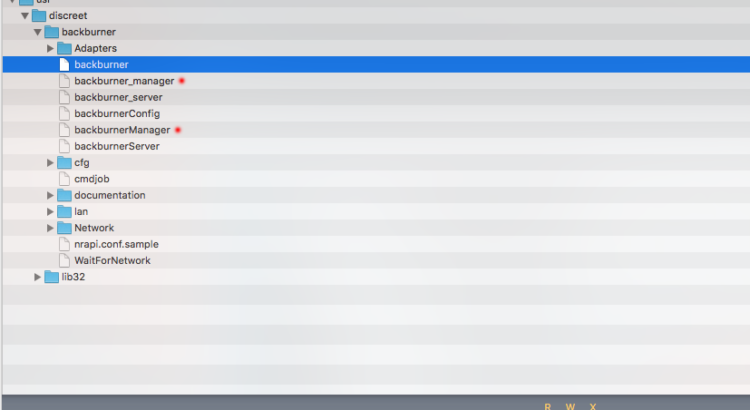 discreet
backburner
Adapters
backburner
backburner_manager
backburner_server
backburnerConfig
backburnerManager
backburnerServer
cfg
cmdjob
documentation
lan
Network
nrapi.conf.sample
WaitForNetwork
lib32
R W X